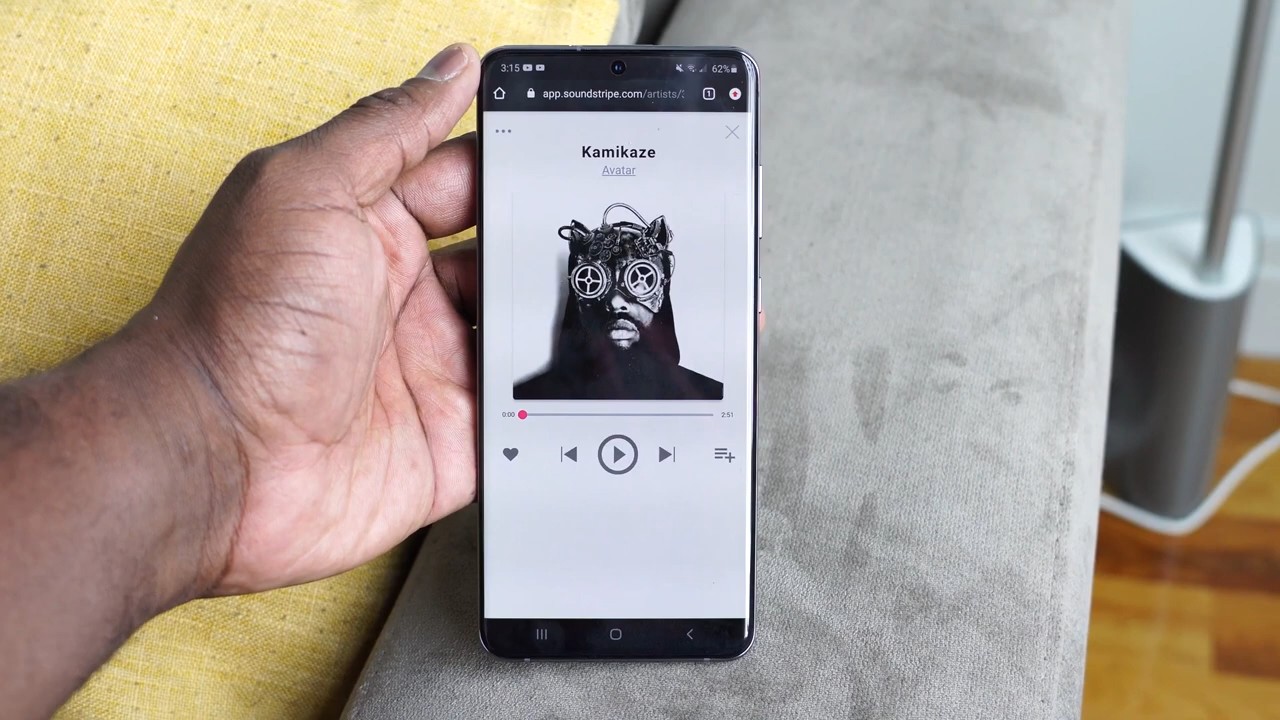 3:15 62%
app.soundstripe.com/artists/ 1
Kamikaze
Avatar
0:00 2:51